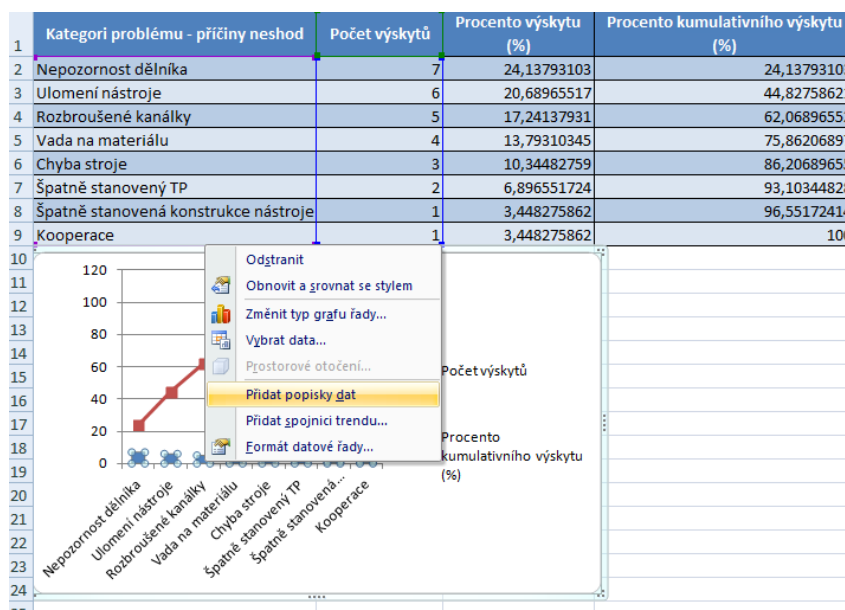 Kategori problému - příčiny neshod Počet výskytů Procento výskytu (%) Procento kumulativního výskytu (%)
1
2 Nepozornost dělníka 7 24,13793103 24,1379310
3 Ulomení nástroje 6 20,68965517 44,8275862
4 Rozbroušené kanálky 5 17,24137931 62,0689655
5 Vada na materiálu 4 13,79310345 75,8620689
6 Chyba stroje 3 10,34482759 86,2068965
7 Špatně stanovený TP 2 6,896551724 93,1034482
8 Špatně stanovená konstrukce nástroje 1 3,448275862 96,5517241
9 Kooperace 1 3,448275862 100
10
11
12
13
14
15
16
17
18
19
20
21
22
23
24
120
100
80
60
40
20
0
Odstranit
Obnovit a srovnat se stylem
Změnit typ grafu řady...
Vybrat data...
Prostorové otočení...
Přidat popisky dat
Přidat spojnici trendu...
Formát datové řady...
Počet výskytů
Procento
kumulativního výskytu
(%)
Nepozornost dělníka
Ulomení nástroje
Rozbroušené kanálky
Vada na materiálu
Chyba stroje
Špatně stanovený TP
Špatně stanovená...
Kooperace